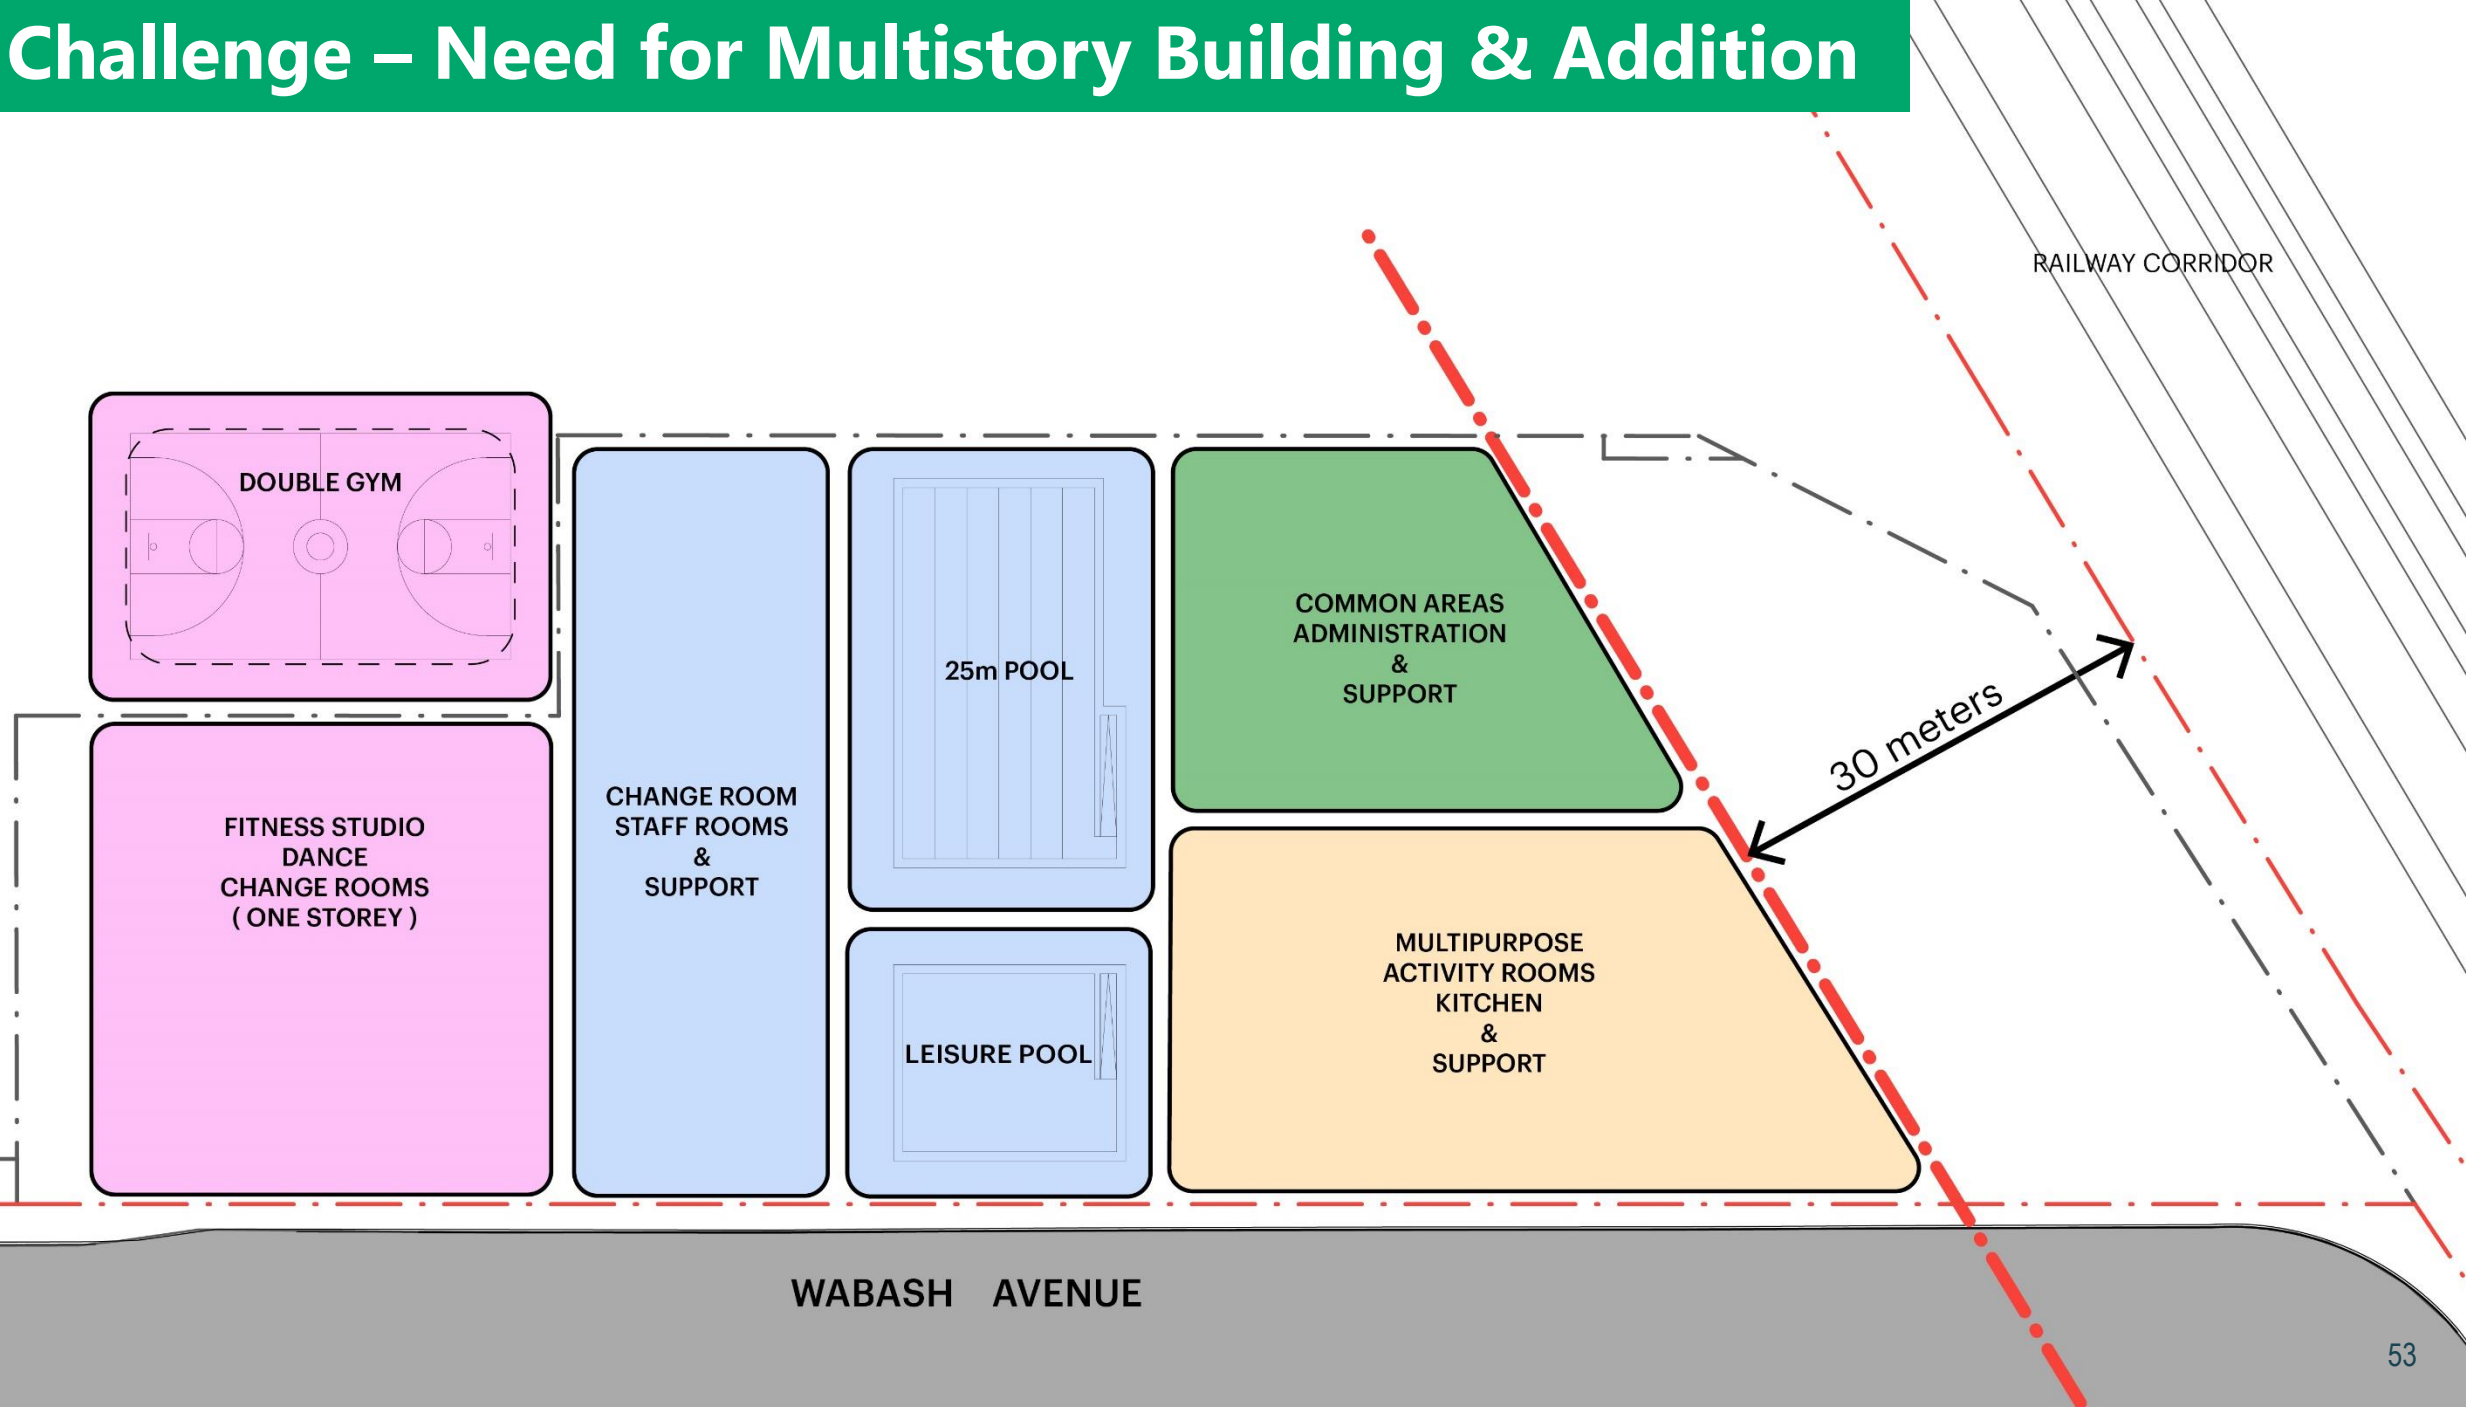 Challenge – Need for Multistory Building & Addition
RAILWAY CORRIDOR
DOUBLE GYM
FITNESS STUDIO
DANCE
CHANGE ROOMS
( ONE STOREY )
CHANGE ROOM
STAFF ROOMS
&
SUPPORT
25m POOL
LEISURE POOL
COMMON AREAS
ADMINISTRATION
&
SUPPORT
MULTIPURPOSE
ACTIVITY ROOMS
KITCHEN
&
SUPPORT
30 meters
WABASH AVENUE
53